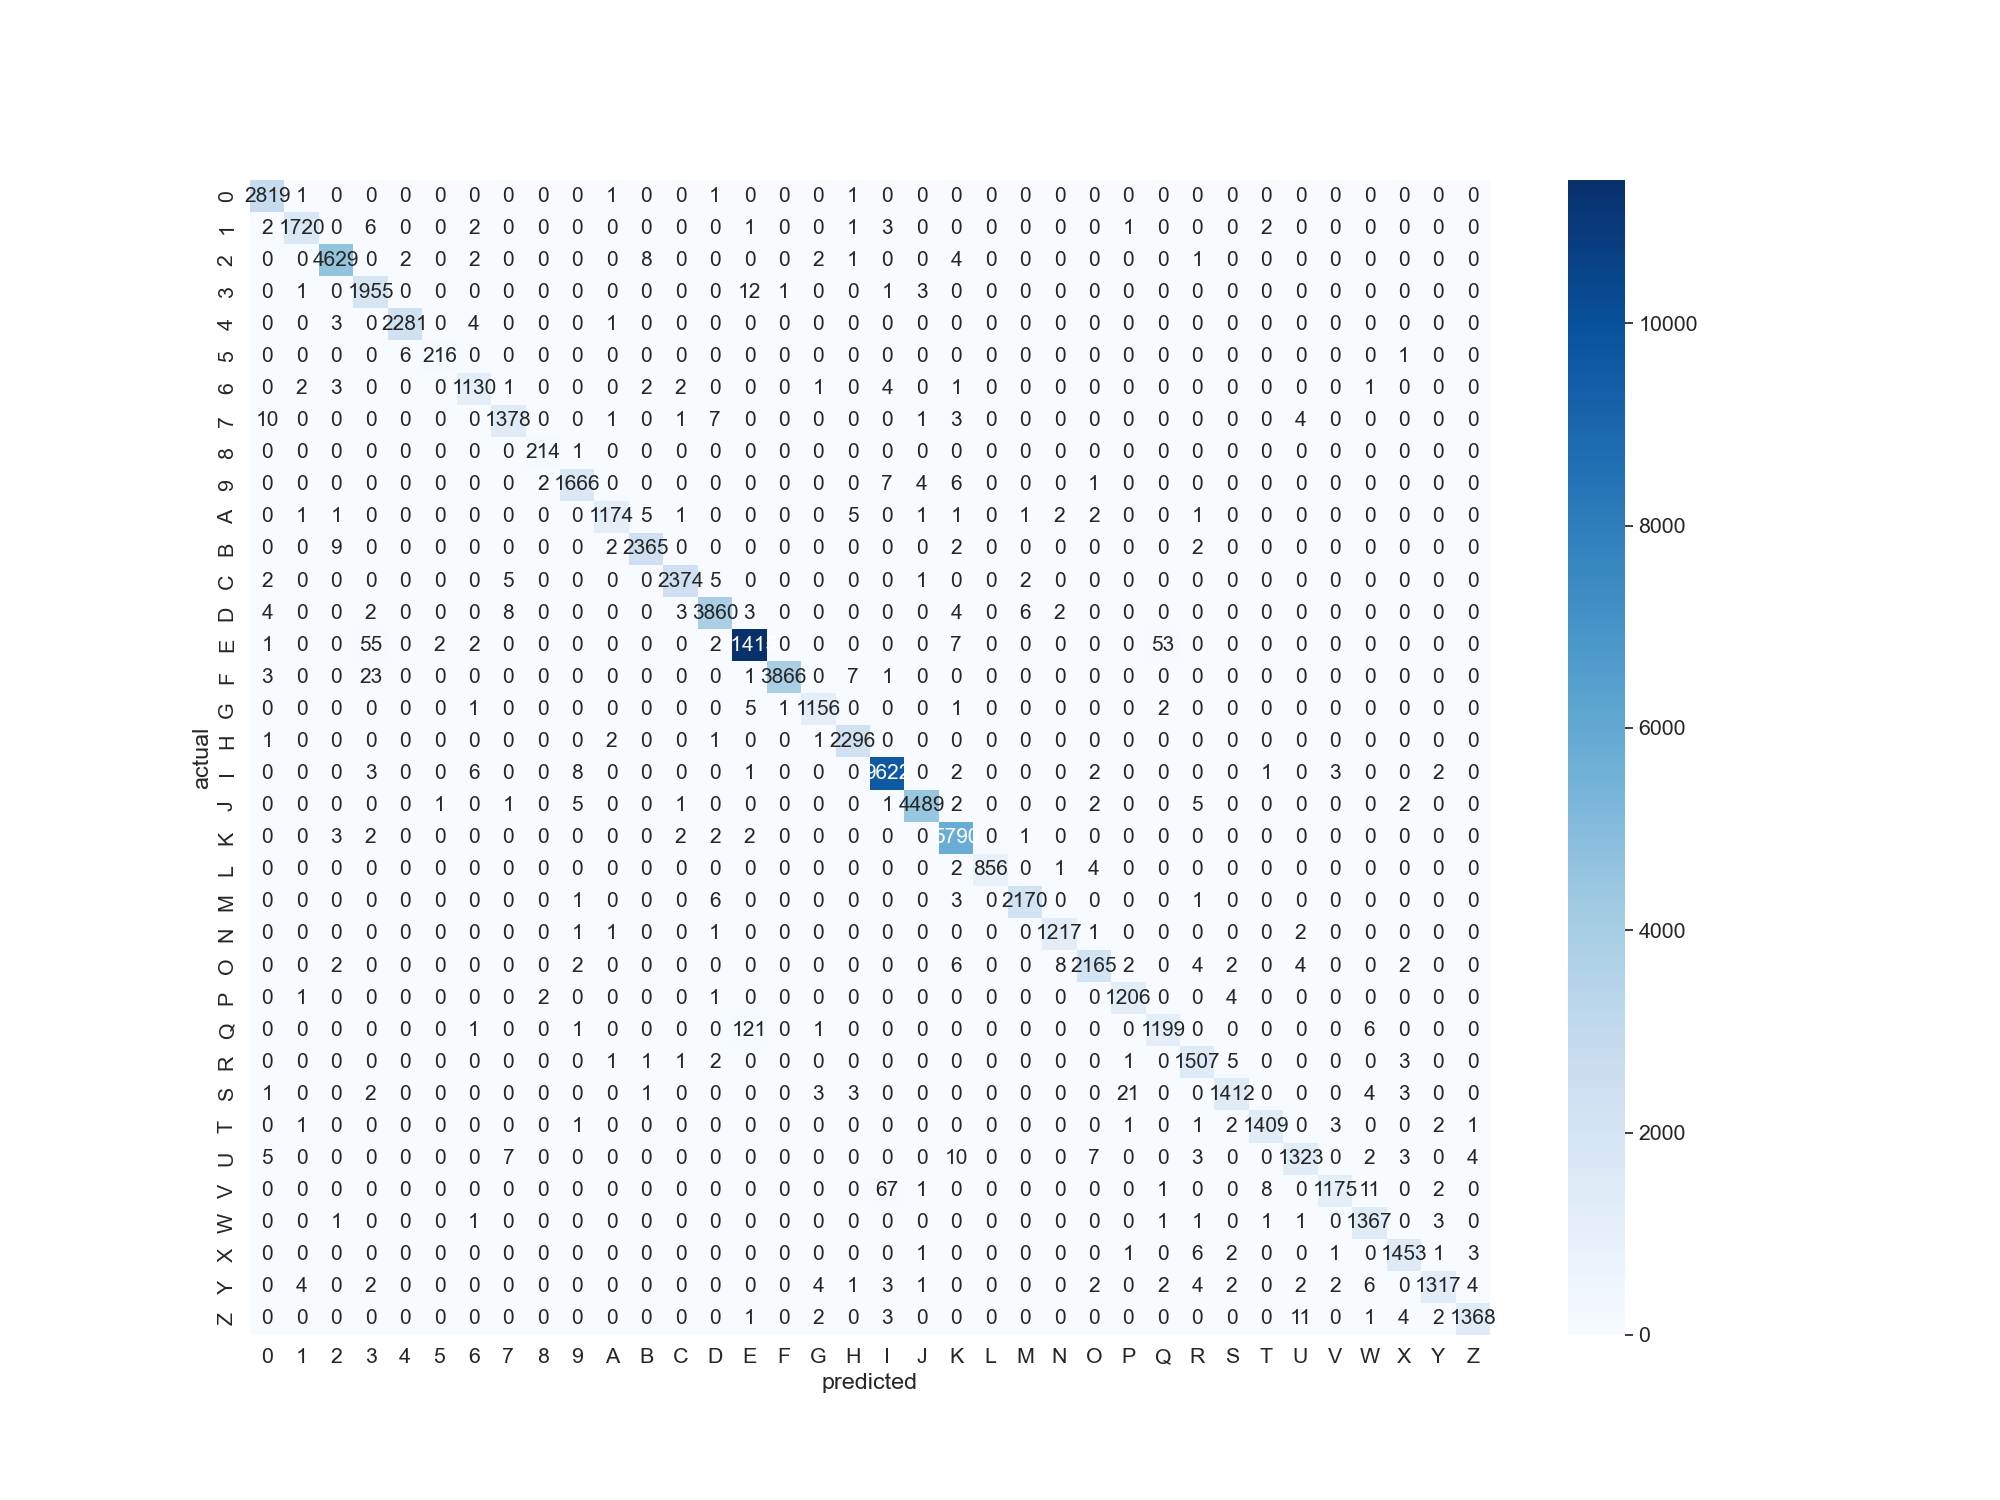 0 2819 1 0 0 0 0 0 0 0 0 1 0 0 1 0 0 0 1 0 0 0 0 0 0 0 0 0 0 0 0 0 0 0 0 0 0
1 2 1720 0 6 0 0 2 0 0 0 0 0 0 0 1 0 0 1 3 0 0 0 0 0 0 1 0 0 0 2 0 0 0 0 0 0
2 0 0 4629 0 2 0 2 0 0 0 0 8 0 0 0 0 2 1 0 0 4 0 0 0 0 0 0 1 0 0 0 0 0 0 0 0
3 0 1 0 1955 0 0 0 0 0 0 0 0 0 0 12 1 0 0 1 3 0 0 0 0 0 0 0 0 0 0 0 0 0 0 0 0
4 0 0 3 0 2281 0 4 0 0 0 1 0 0 0 0 0 0 0 0 0 0 0 0 0 0 0 0 0 0 0 0 0 0 0 0 0
10000
5 0 0 0 0 6 216 0 0 0 0 0 0 0 0 0 0 0 0 0 0 0 0 0 0 0 0 0 0 0 0 0 0 0 1 0 0
6 0 2 3 0 0 0 1130 1 0 0 0 2 2 0 0 0 1 0 4 0 1 0 0 0 0 0 0 0 0 0 0 0 1 0 0 0
7 10 0 0 0 0 0 0 1378 0 0 1 0 1 7 0 0 0 0 0 1 3 0 0 0 0 0 0 0 0 0 4 0 0 0 0 0
8 0 0 0 0 0 0 0 0 214 1 0 0 0 0 0 0 0 0 0 0 0 0 0 0 0 0 0 0 0 0 0 0 0 0 0 0
9 0 0 0 0 0 0 0 0 2 1666 0 0 0 0 0 0 0 0 7 4 6 0 0 0 1 0 0 0 0 0 0 0 0 0 0 0
A 0 1 1 0 0 0 0 0 0 0 1174 5 1 0 0 0 0 5 0 1 1 0 1 2 2 0 0 1 0 0 0 0 0 0 0 0
8000
B 0 0 9 0 0 0 0 0 0 0 2 2365 0 0 0 0 0 0 0 0 2 0 0 0 0 0 0 2 0 0 0 0 0 0 0 0
C 2 0 0 0 0 0 0 5 0 0 0 0 2374 5 0 0 0 0 0 1 0 0 2 0 0 0 0 0 0 0 0 0 0 0 0 0
D 4 0 0 2 0 0 0 8 0 0 0 0 3 3860 3 0 0 0 0 0 4 0 6 2 0 0 0 0 0 0 0 0 0 0 0 0
E 1 0 0 55 0 2 2 0 0 0 0 0 0 2 0 0 0 0 0 7 0 0 0 0 0 53 0 0 0 0 0 0 0 0 0
F 3 0 0 23 0 0 0 0 0 0 0 0 0 0 1 3866 0 7 1 0 0 0 0 0 0 0 0 0 0 0 0 0 0 0 0 0
G 0 0 0 0 0 0 1 0 0 0 0 0 0 0 5 1 1156 0 0 0 1 0 0 0 0 0 2 0 0 0 0 0 0 0 0 0
6000
H 1 0 0 0 0 0 0 0 0 0 2 0 0 1 0 0 1 2296 0 0 0 0 0 0 0 0 0 0 0 0 0 0 0 0 0 0
actual
I 0 0 0 3 0 0 6 0 0 8 0 0 0 0 1 0 0 0 9622 0 2 0 0 0 2 0 0 0 0 1 0 3 0 0 2 0
J 0 0 0 0 0 1 0 1 0 5 0 0 1 0 0 0 0 0 1 4489 2 0 0 0 2 0 0 5 0 0 0 0 0 2 0 0
K 0 0 3 2 0 0 0 0 0 0 0 0 2 2 2 0 0 0 0 0 5790 0 1 0 0 0 0 0 0 0 0 0 0 0 0 0
L 0 0 0 0 0 0 0 0 0 0 0 0 0 0 0 0 0 0 0 0 2 856 0 1 4 0 0 0 0 0 0 0 0 0 0 0
M 0 0 0 0 0 0 0 0 0 1 0 0 0 6 0 0 0 0 0 0 3 0 2170 0 0 0 0 1 0 0 0 0 0 0 0 0
4000
N 0 0 0 0 0 0 0 0 0 1 1 0 0 1 0 0 0 0 0 0 0 0 0 1217 1 0 0 0 0 0 2 0 0 0 0 0
O 0 0 2 0 0 0 0 0 0 2 0 0 0 0 0 0 0 0 0 0 6 0 0 8 2165 2 0 4 2 0 4 0 0 2 0 0
P 0 1 0 0 0 0 0 0 2 0 0 0 0 1 0 0 0 0 0 0 0 0 0 0 0 1206 0 0 4 0 0 0 0 0 0 0
Q 0 0 0 0 0 0 1 0 0 1 0 0 0 0 121 0 1 0 0 0 0 0 0 0 0 0 1199 0 0 0 0 0 6 0 0 0
R 0 0 0 0 0 0 0 0 0 0 1 1 1 2 0 0 0 0 0 0 0 0 0 0 0 1 0 1507 5 0 0 0 0 3 0 0
S 1 0 0 2 0 0 0 0 0 0 0 1 0 0 0 0 3 3 0 0 0 0 0 0 0 21 0 0 1412 0 0 0 4 3 0 0
T 0 1 0 0 0 0 0 0 0 1 0 0 0 0 0 0 0 0 0 0 0 0 0 0 0 1 0 1 2 1409 0 3 0 0 2 1
2000
U 5 0 0 0 0 0 0 7 0 0 0 0 0 0 0 0 0 0 0 0 10 0 0 0 7 0 0 3 0 0 1323 0 2 3 0 4
V 0 0 0 0 0 0 0 0 0 0 0 0 0 0 0 0 0 0 67 1 0 0 0 0 0 0 1 0 0 8 0 1175 11 0 2 0
W 0 0 1 0 0 0 1 0 0 0 0 0 0 0 0 0 0 0 0 0 0 0 0 0 0 0 1 1 0 1 1 0 1367 0 3 0
X 0 0 0 0 0 0 0 0 0 0 0 0 0 0 0 0 0 0 0 1 0 0 0 0 0 1 0 6 2 0 0 1 0 1453 1 3
Y 0 4 0 2 0 0 0 0 0 0 0 0 0 0 0 0 4 1 3 1 0 0 0 0 2 0 2 4 2 0 2 2 6 0 1317 4
Z 0 0 0 0 0 0 0 0 0 0 0 0 0 0 1 0 2 0 3 0 0 0 0 0 0 0 0 0 0 0 11 0 1 4 2 1368
0
0 1 2 3 4 5 6 7 8 9 A B C D E F G H I J K L M N O P Q R S T U V W X Y Z
predicted